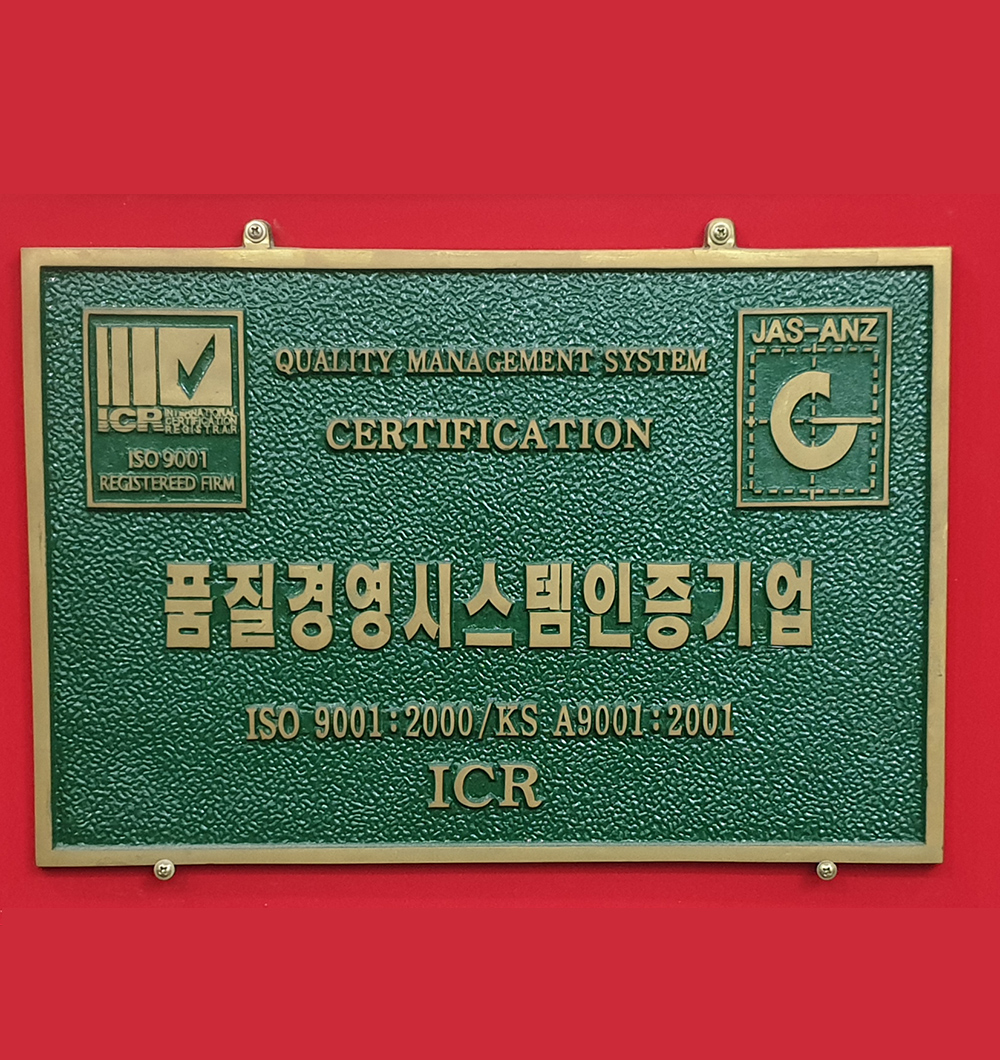 ICR INTERNATIONAL
CERTIFICATION
REGISTRAR
ISO 9001
REGISTEREED FIRM
QUALITY MANAGEMENT SYSTEM
CERTIFICATION
JAS-ANZ
품질경영시스템인증기업
ISO 9001:2000/KS A9001:2001
ICR